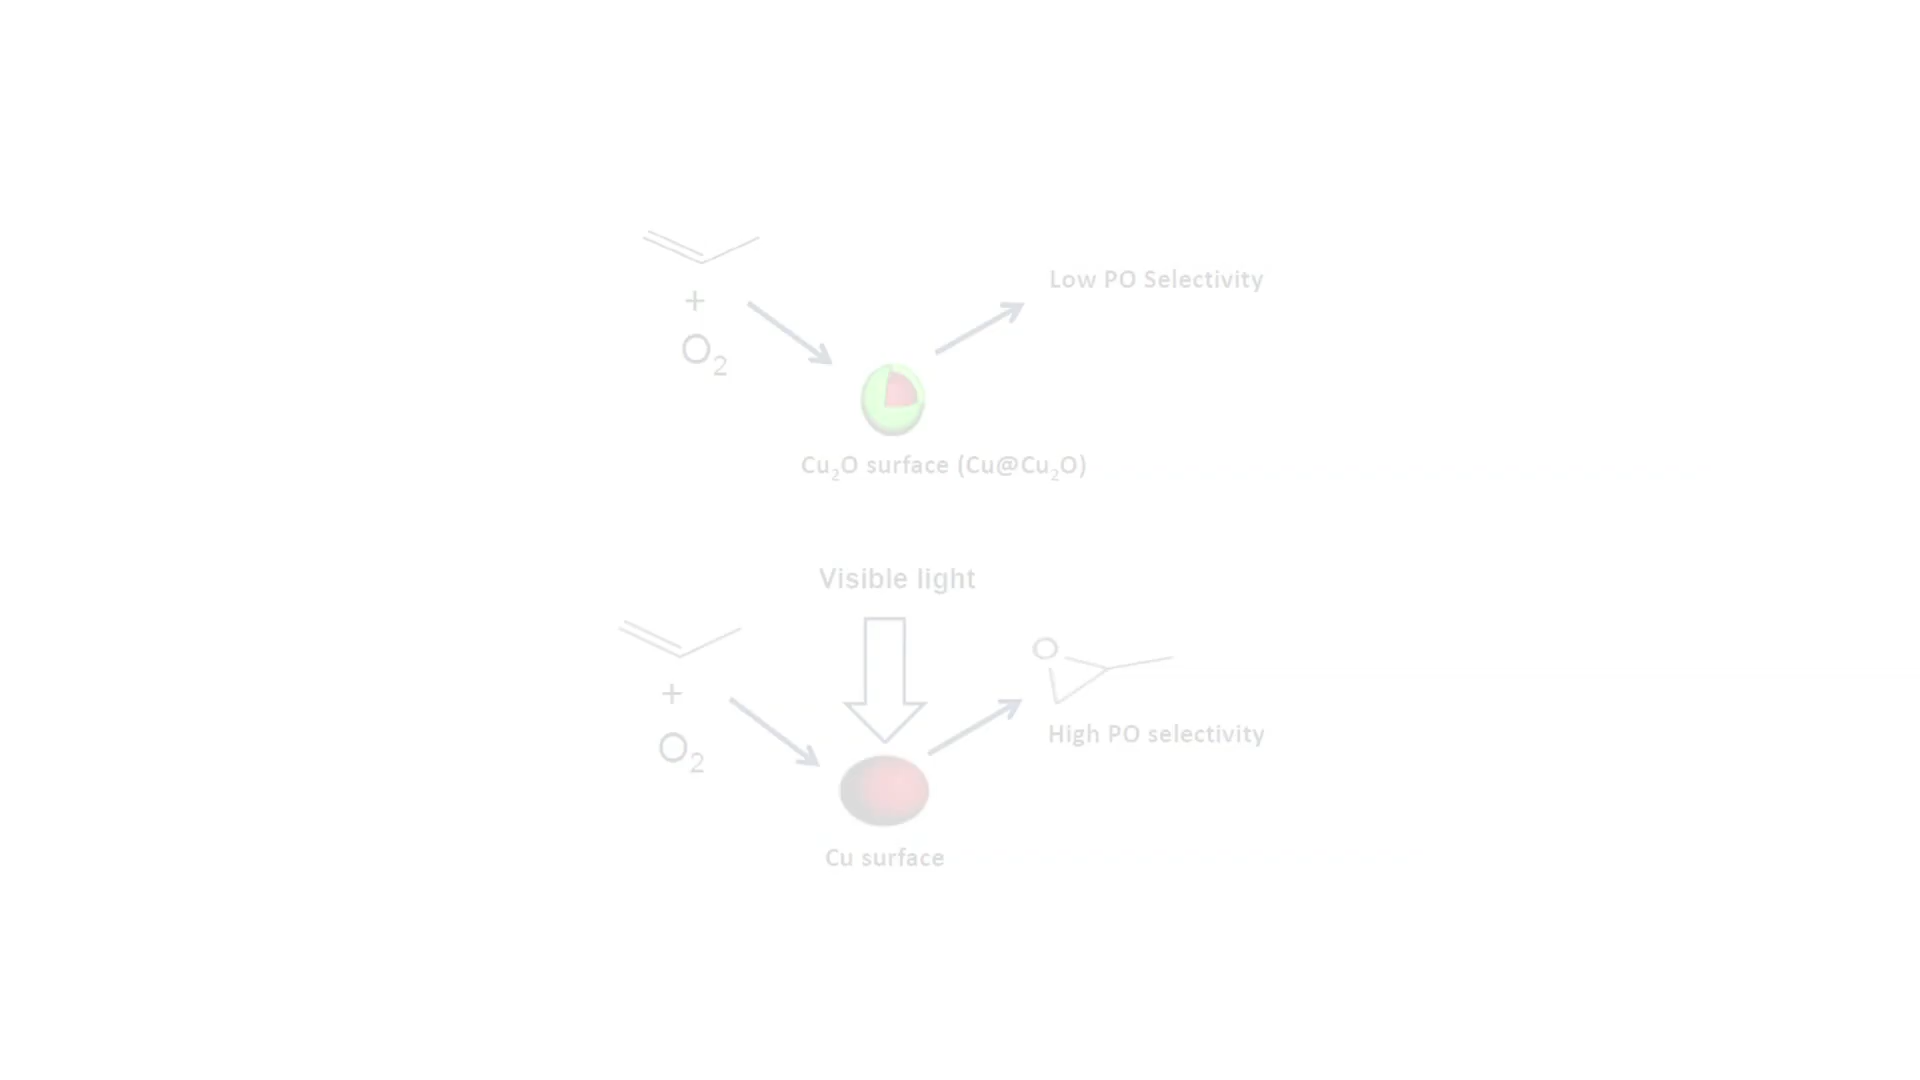 Low PO Selectivity
+
O₂
Cu₂O surface (Cu@Cu₂O)
Visible light
O
+
High PO selectivity
O₂
Cu surface